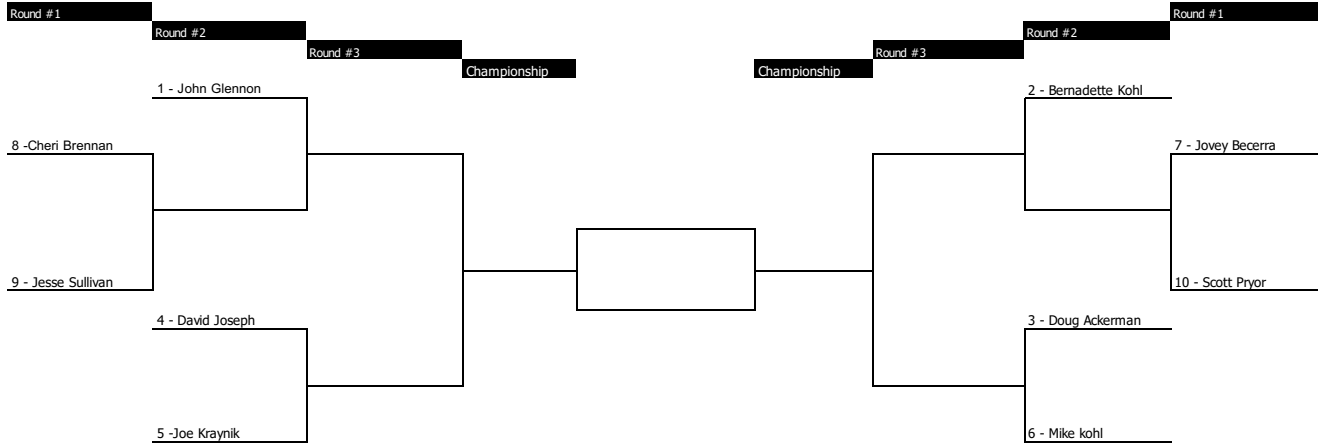 Round #1
Round #1
Round #2
Round #2
Round #3
Round #3
Championship
Championship
1 - John Glennon
2 - Bernadette Kohl
8 -Cheri Brennan
7 - Jovey Becerra
9 - Jesse Sullivan
10 - Scott Pryor
4 - David Joseph
3 - Doug Ackerman
5 -Joe Kraynik
6 - Mike kohl